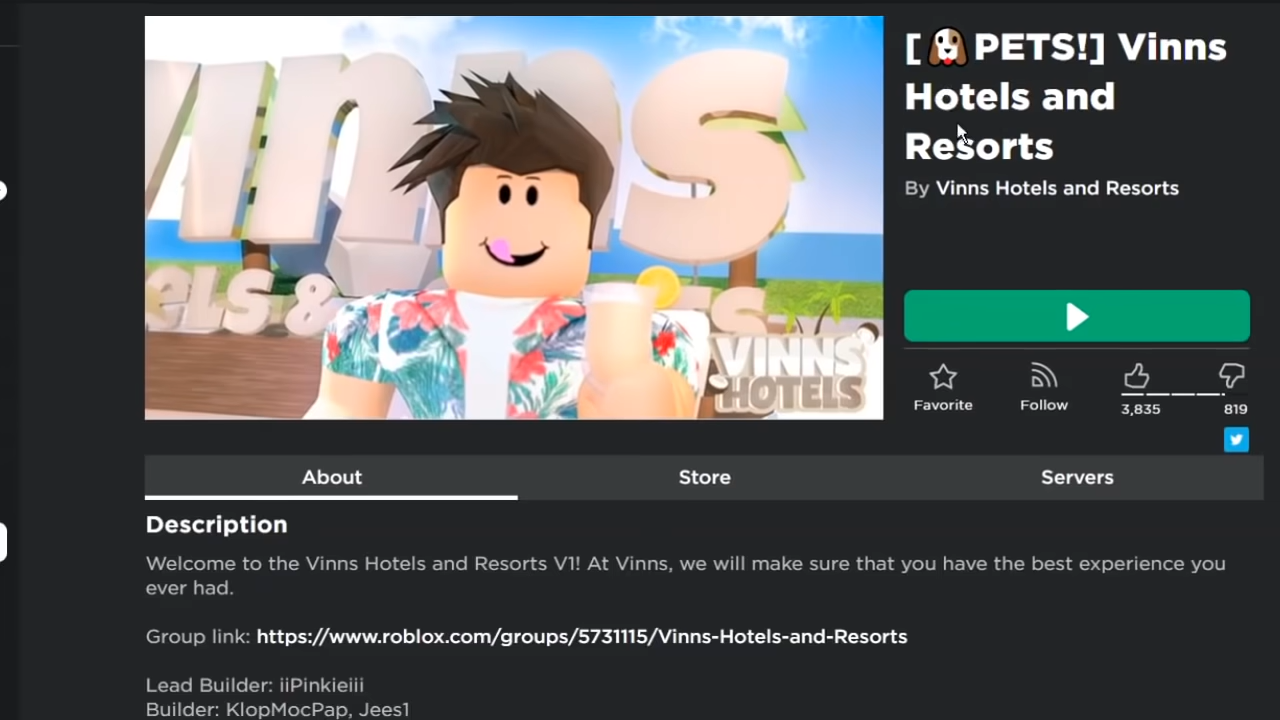 [🐶PETS!] Vinns
Hotels and
Resorts
By Vinns Hotels and Resorts
VINNS
HOTELS
Favorite
Follow
3,835
819
About
Store
Servers
Description
Welcome to the Vinns Hotels and Resorts V1! At Vinns, we will make sure that you have the best experience you
ever had.
Group link: https://www.roblox.com/groups/5731115/Vinns-Hotels-and-Resorts
Lead Builder: iiPinkieiii
Builder: KlopMocPap, Jees1